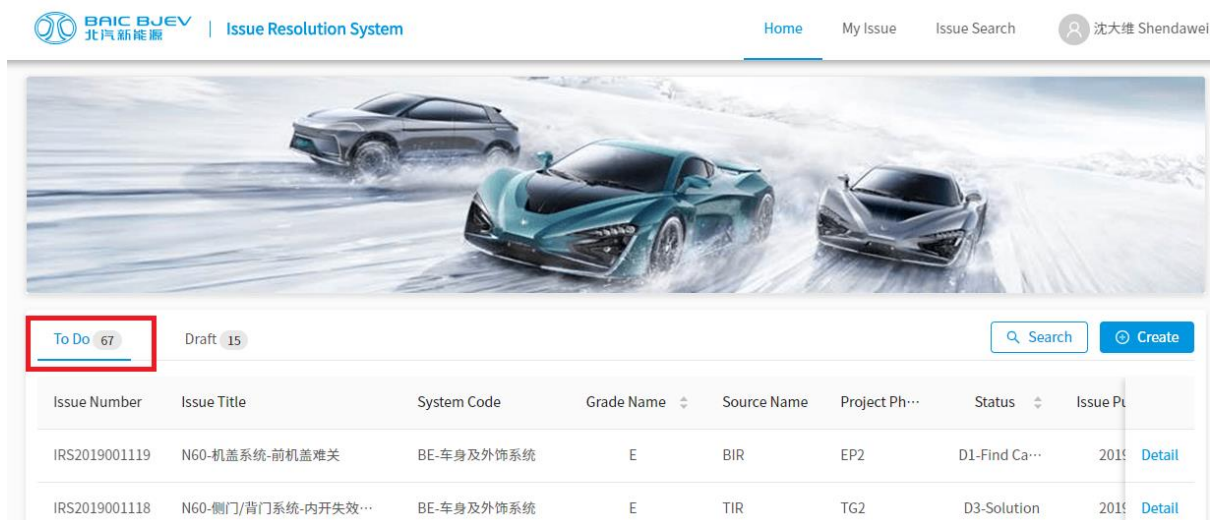 BAIC BJEV
北汽新能源
Issue Resolution System
Home My Issue Issue Search 沈大维 Shendawei
To Do 67 Draft 15 Search Create
Issue Number Issue Title System Code Grade Name Source Name Project Ph… Status Issue Pu
IRS2019001119 N60-机盖系统-前机盖难关 BE-车身及外饰系统 E BIR EP2 D1-Find Ca… 2019 Detail
IRS2019001118 N60-侧门/背门系统-内开失效… BE-车身及外饰系统 E TIR TG2 D3-Solution 2019 Detail